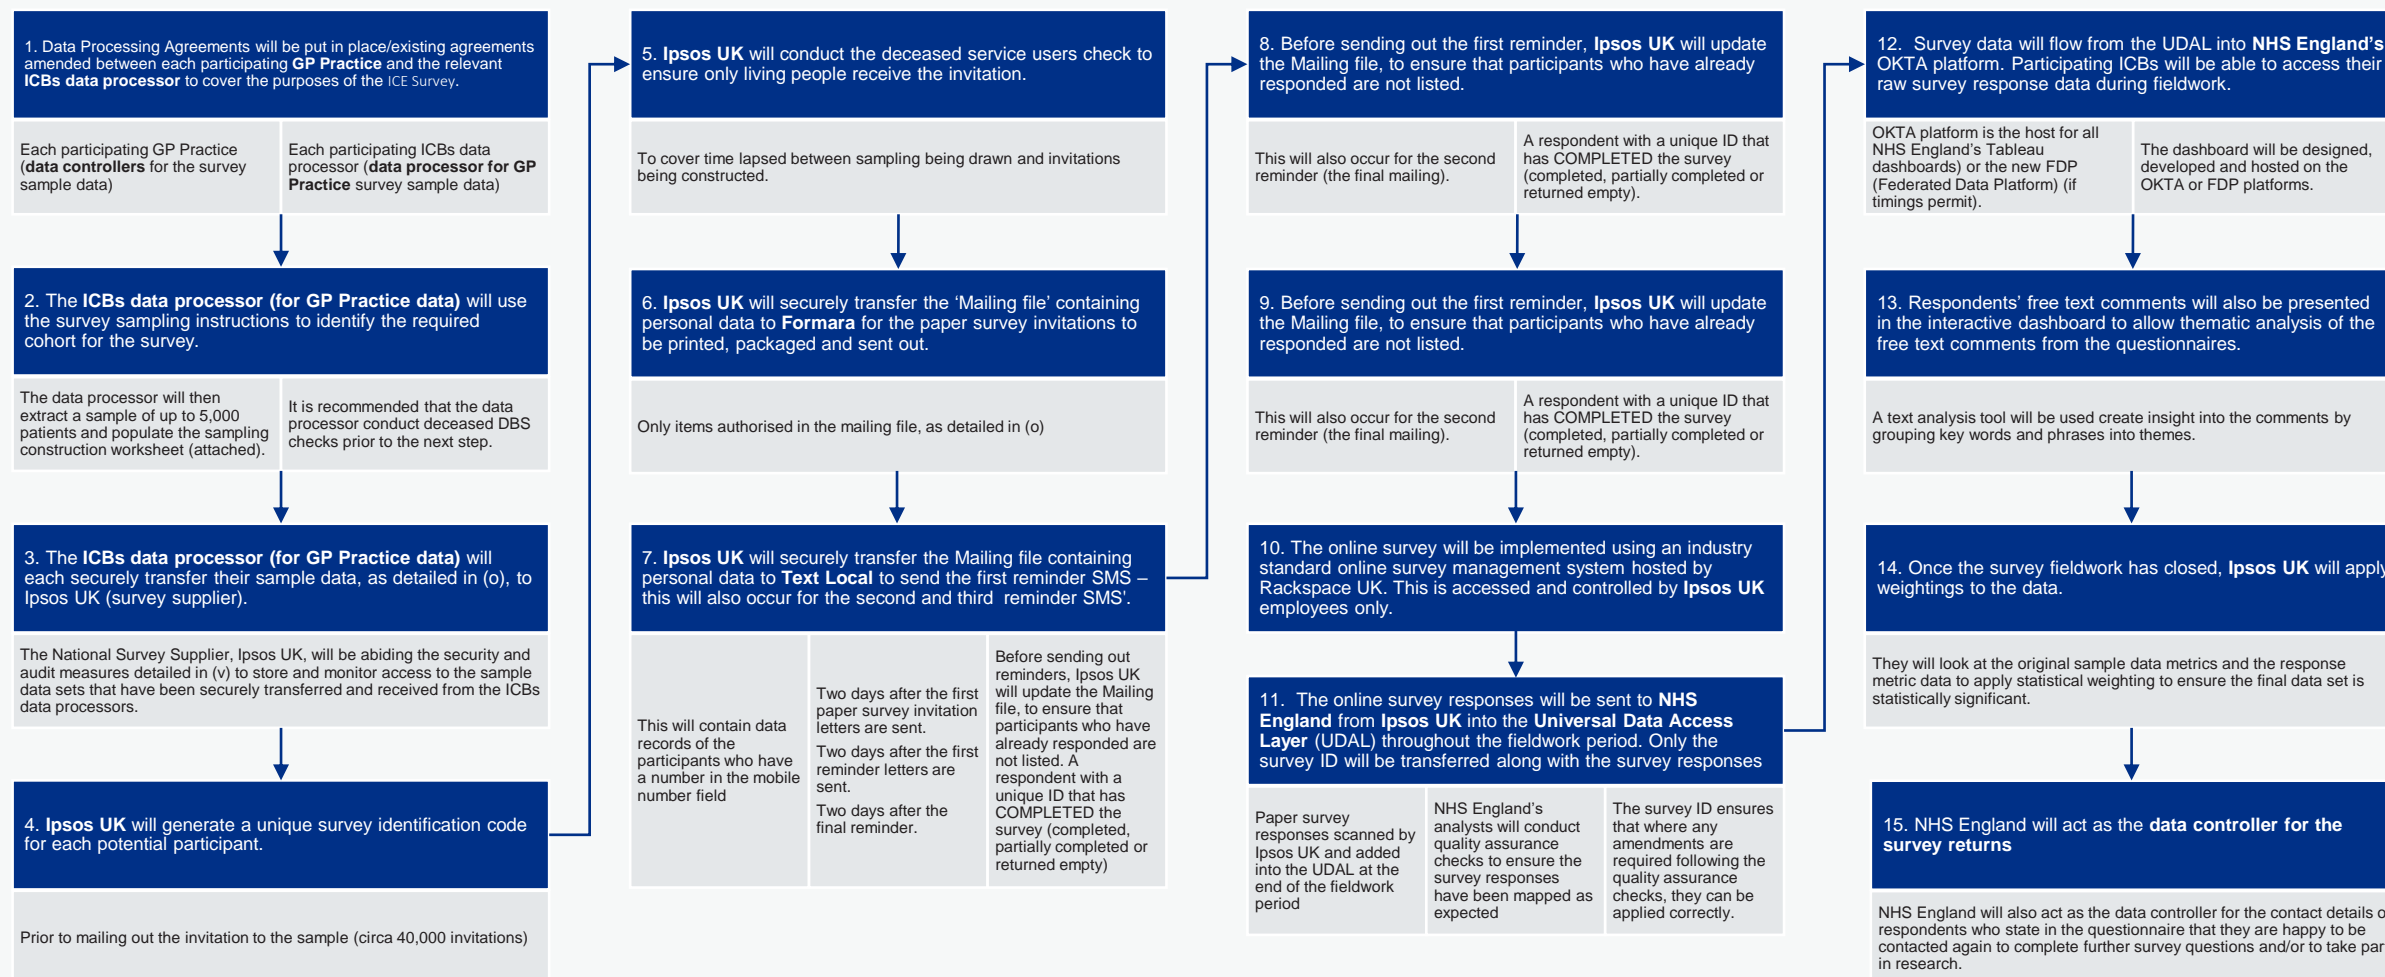 1. Data Processing Agreements will be put in place/existing agreements
amended between each participating GP Practice and the relevant
ICBs data processor to cover the purposes of the ICE Survey.
Each participating GP Practice
(data controllers for the survey
sample data)
Each participating ICBs data
processor (data processor for GP
Practice survey sample data)
2. The ICBs data processor (for GP Practice data) will use
the survey sampling instructions to identify the required
cohort for the survey.
The data processor will then
extract a sample of up to 5,000
patients and populate the sampling
construction worksheet (attached).
It is recommended that the data
processor conduct deceased DBS
checks prior to the next step.
3. The ICBs data processor (for GP Practice data) will
each securely transfer their sample data, as detailed in (o), to
Ipsos UK (survey supplier).
The National Survey Supplier, Ipsos UK, will be abiding the security and
audit measures detailed in (v) to store and monitor access to the sample
data sets that have been securely transferred and received from the ICBs
data processors.
4. Ipsos UK will generate a unique survey identification code
for each potential participant.
Prior to mailing out the invitation to the sample (circa 40,000 invitations)
5. Ipsos UK will conduct the deceased service users check to
ensure only living people receive the invitation.
To cover time lapsed between sampling being drawn and invitations
being constructed.
6. Ipsos UK will securely transfer the ‘Mailing file’ containing
personal data to Formara for the paper survey invitations to
be printed, packaged and sent out.
Only items authorised in the mailing file, as detailed in (o)
7. Ipsos UK will securely transfer the Mailing file containing
personal data to Text Local to send the first reminder SMS –
this will also occur for the second and third reminder SMS’.
This will contain data
records of the
participants who have
a number in the mobile
number field
Two days after the first
paper survey invitation
letters are sent.
Two days after the first
reminder letters are
sent.
Two days after the
final reminder.
Before sending out
reminders, Ipsos UK
will update the Mailing
file, to ensure that
participants who have
already responded are
not listed. A
respondent with a
unique ID that has
COMPLETED the
survey (completed,
partially completed or
returned empty)
8. Before sending out the first reminder, Ipsos UK will update
the Mailing file, to ensure that participants who have already
responded are not listed.
This will also occur for the second
reminder (the final mailing).
A respondent with a unique ID that
has COMPLETED the survey
(completed, partially completed or
returned empty).
9. Before sending out the first reminder, Ipsos UK will update
the Mailing file, to ensure that participants who have already
responded are not listed.
This will also occur for the second
reminder (the final mailing).
A respondent with a unique ID that
has COMPLETED the survey
(completed, partially completed or
returned empty).
10. The online survey will be implemented using an industry
standard online survey management system hosted by
Rackspace UK. This is accessed and controlled by Ipsos UK
employees only.
11. The online survey responses will be sent to NHS
England from Ipsos UK into the Universal Data Access
Layer (UDAL) throughout the fieldwork period. Only the
survey ID will be transferred along with the survey responses
Paper survey
responses scanned by
Ipsos UK and added
into the UDAL at the
end of the fieldwork
period
NHS England’s
analysts will conduct
quality assurance
checks to ensure the
survey responses
have been mapped as
expected
The survey ID ensures
that where any
amendments are
required following the
quality assurance
checks, they can be
applied correctly.
12. Survey data will flow from the UDAL into NHS England’s
OKTA platform. Participating ICBs will be able to access their
raw survey response data during fieldwork.
OKTA platform is the host for all
NHS England’s Tableau
dashboards) or the new FDP
(Federated Data Platform) (if
timings permit).
The dashboard will be designed,
developed and hosted on the
OKTA or FDP platforms.
13. Respondents’ free text comments will also be presented
in the interactive dashboard to allow thematic analysis of the
free text comments from the questionnaires.
A text analysis tool will be used create insight into the comments by
grouping key words and phrases into themes.
14. Once the survey fieldwork has closed, Ipsos UK will apply
weightings to the data.
They will look at the original sample data metrics and the response
metric data to apply statistical weighting to ensure the final data set is
statistically significant.
15. NHS England will act as the data controller for the
survey returns
NHS England will also act as the data controller for the contact details
respondents who state in the questionnaire that they are happy to be
contacted again to complete further survey questions and/or to take
in research.